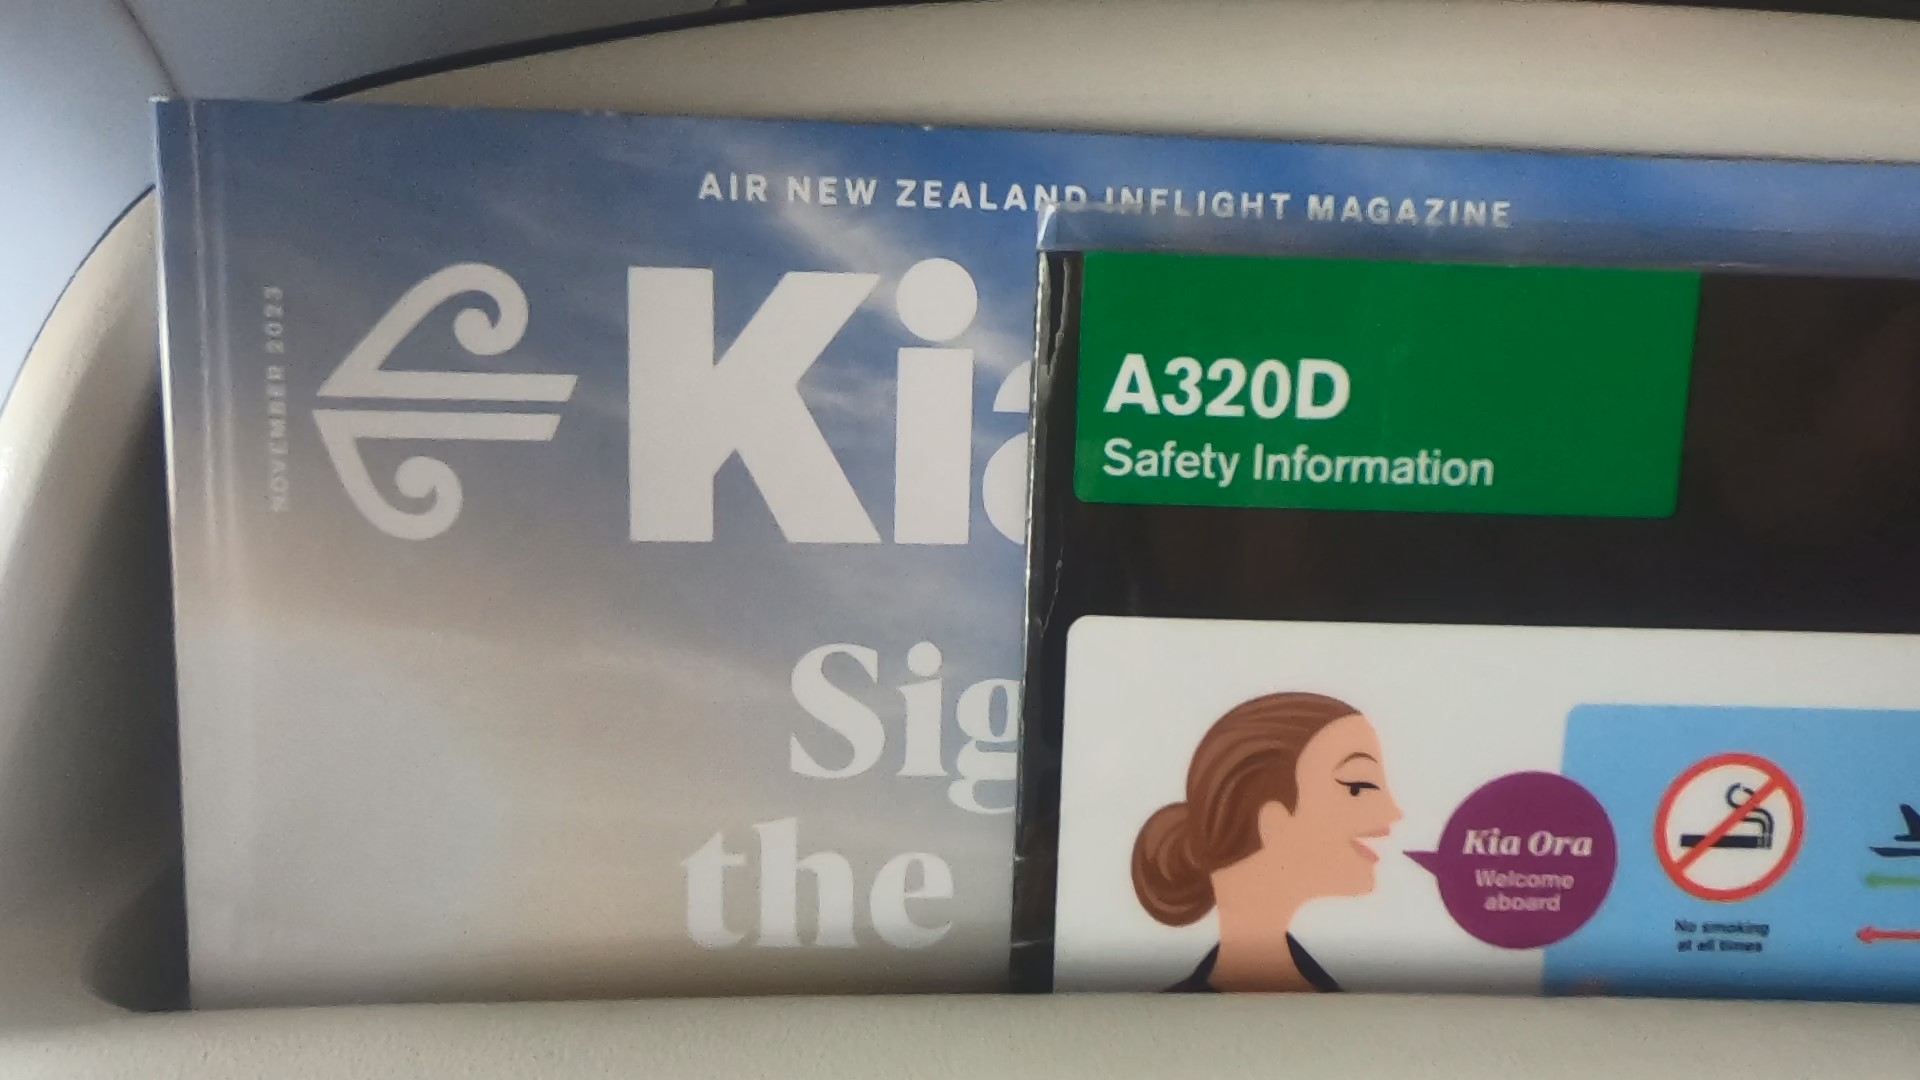 AIR NEW ZEALAND INFLIGHT MAGAZINE
NOVEMBER 2023
Ki
Sig
the
A320D
Safety Information
Kia Ora
Welcome
aboard
No smoking
at all times